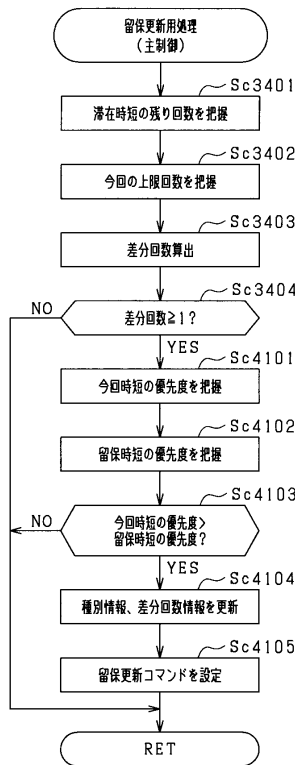 留保更新用処理
(主制御)
Sc3401
滞在時短の残り回数を把握
Sc3402
今回の上限回数を把握
Sc3403
差分回数算出
Sc3404
差分回数≧1?
NO
YES
Sc4101
今回時短の優先度を把握
Sc4102
留保時短の優先度を把握
Sc4103
今回時短の優先度>
留保時短の優先度?
NO
YES
Sc4104
種別情報、差分回数情報を更新
Sc4105
留保更新コマンドを設定
RET